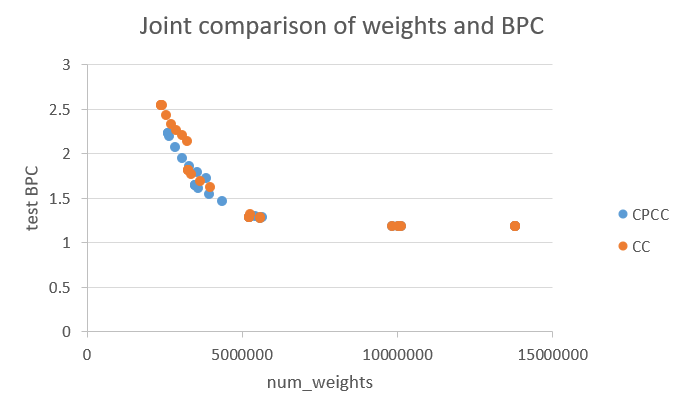 Joint comparison of weights and BPC
3
2.5
2
1.5
1
0.5
0
0
5000000
10000000
15000000
test BPC
num_weights
CPCC
CC